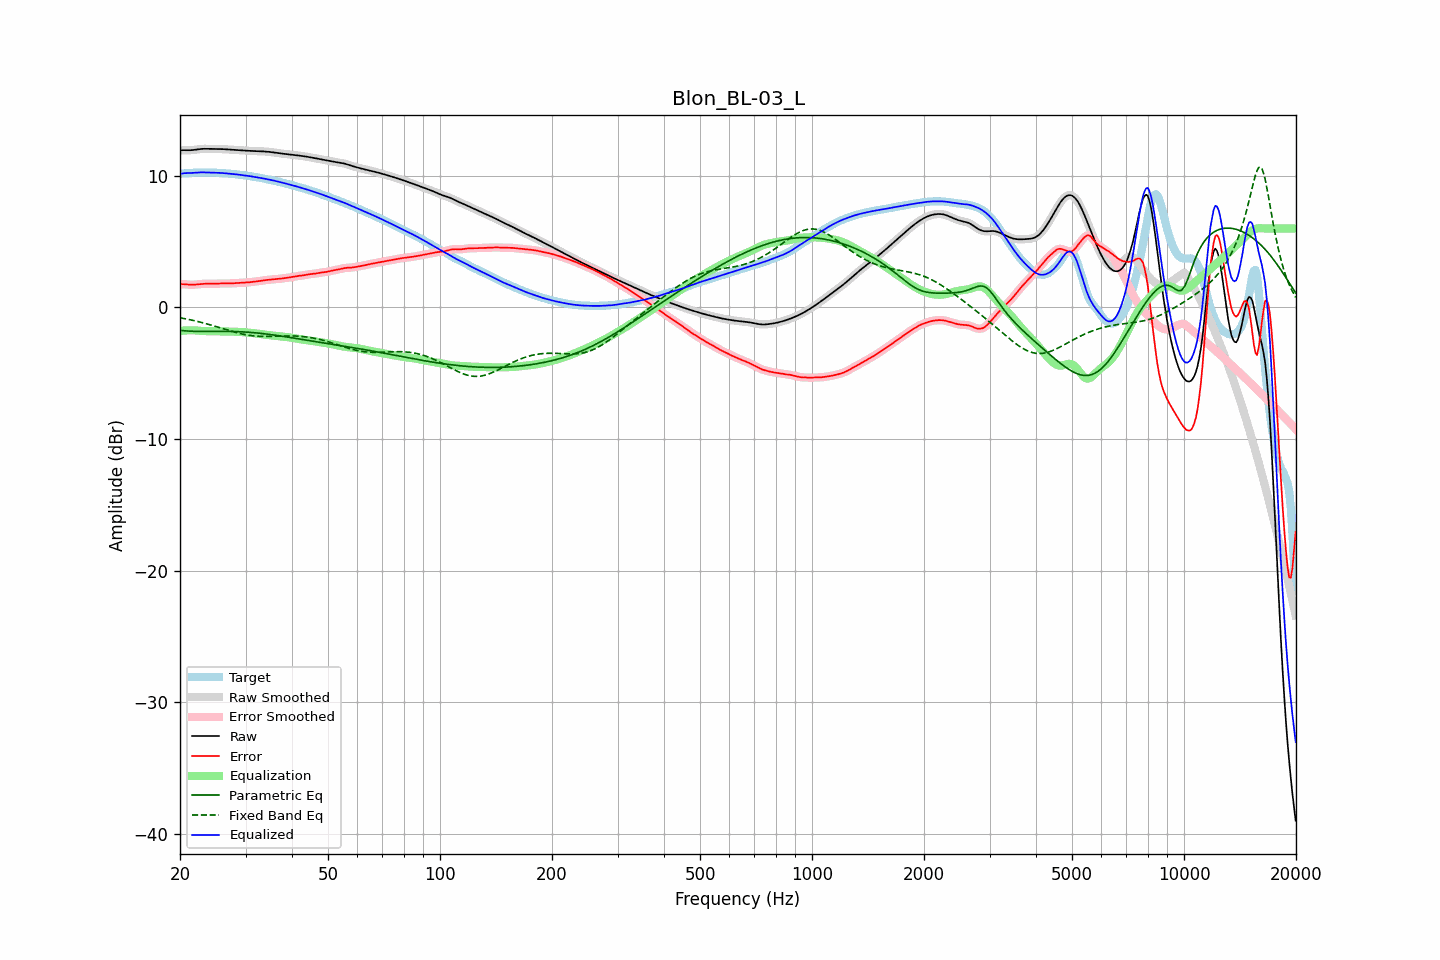 Blon_BL-03_L
10
0
−10
−20
−30
−40
Amplitude (dBr)
Target
Raw Smoothed
Error Smoothed
Raw
Error
Equalization
Parametric Eq
Fixed Band Eq
Equalized
20 50 100 200 500 1000 2000 5000 10000 20000
Frequency (Hz)